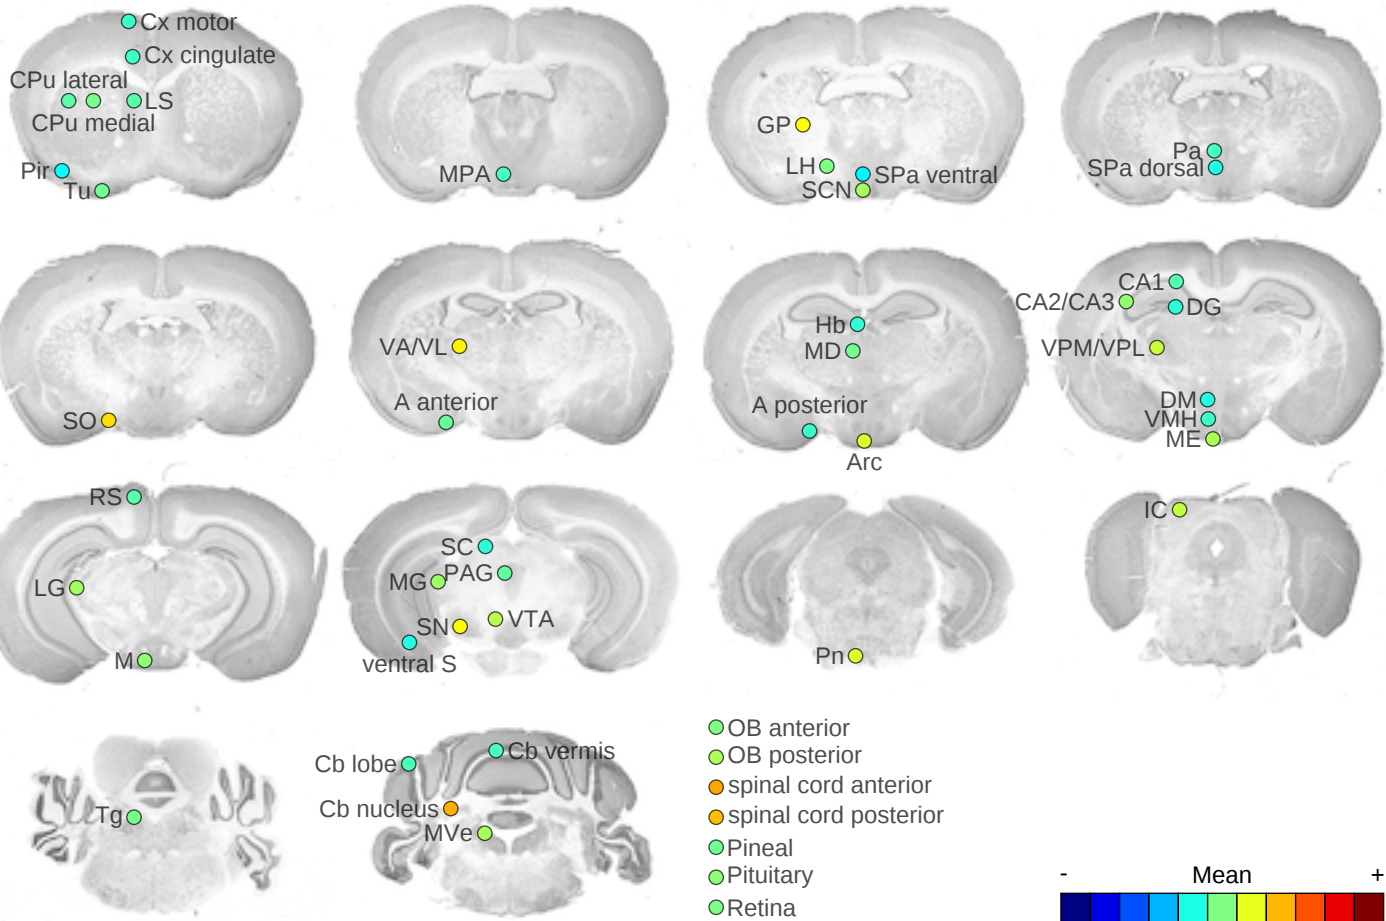 Cx motor
Cx cingulate
CPu lateral
LS
CPu medial
Pir
Tu
MPA
GP
LH
SPa ventral
SCN
Pa
SPa dorsal
SO
VA/VL
A anterior
Hb
MD
A posterior
Arc
CA1
CA2/CA3
DG
VPM/VPL
DM
VMH
ME
RS
LG
M
SC
PAG
MG
VTA
SN
ventral S
Pn
IC
Tg
Cb vermis
Cb lobe
Cb nucleus
MVe
OB anterior
OB posterior
spinal cord anterior
spinal cord posterior
Pineal
Pituitary
Retina
- Mean +